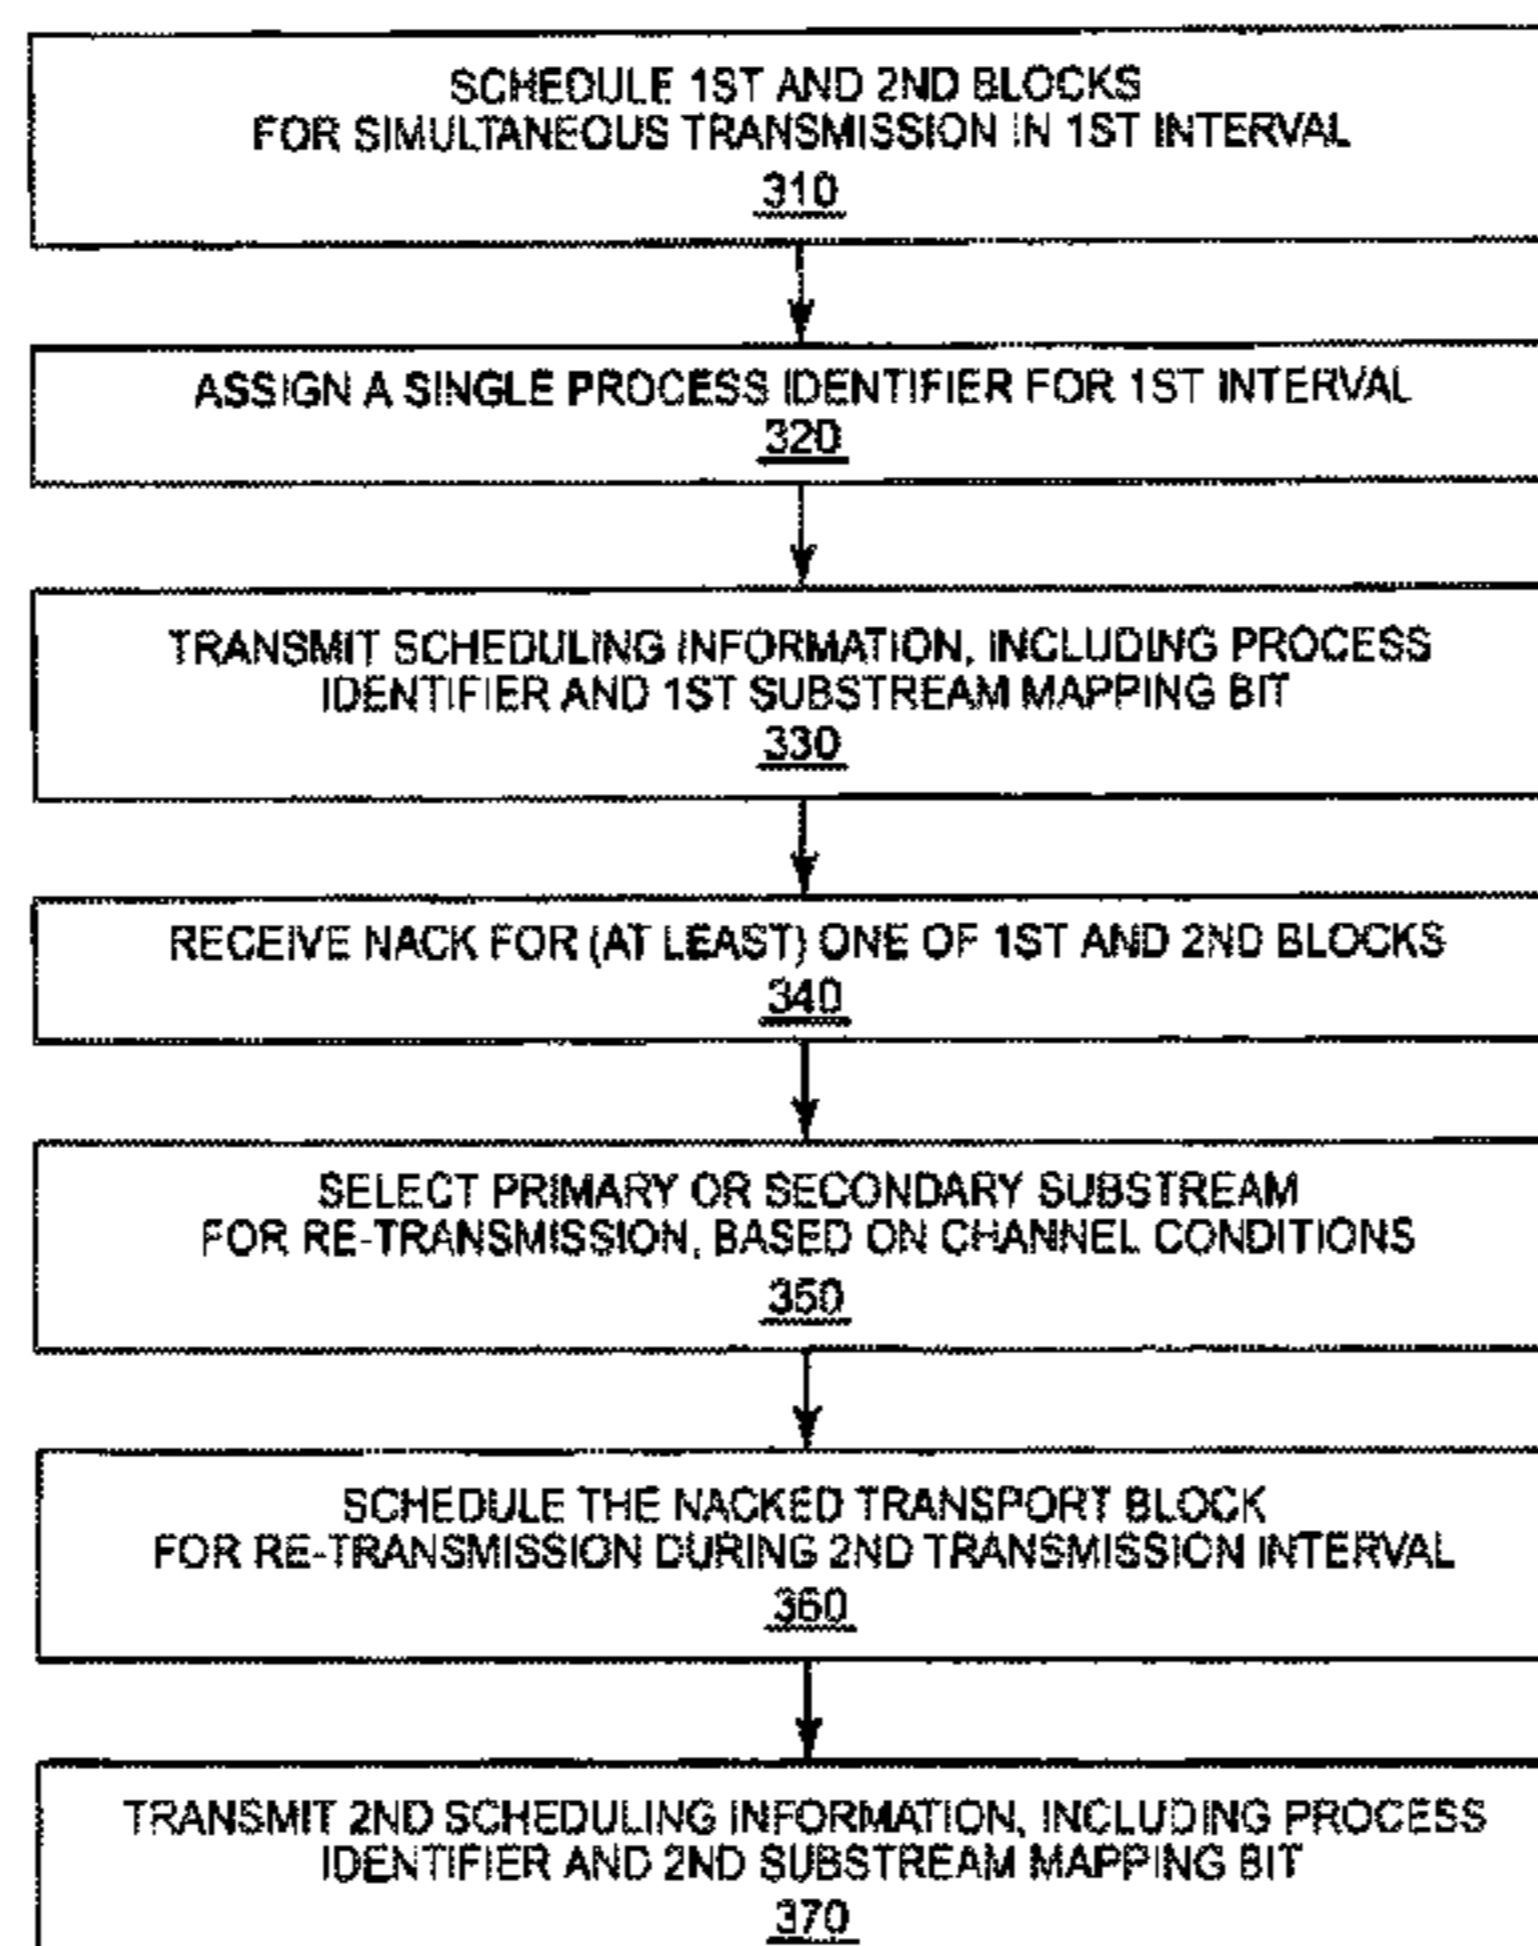 SCHEDULE 1ST AND 2ND BLOCKS
FOR SIMULTANEOUS TRANSMISSION IN 1ST INTERVAL
310
ASSIGN A SINGLE PROCESS IDENTIFIER FOR 1ST INTERVAL
320
TRANSMIT SCHEDULING INFORMATION, INCLUDING PROCESS
IDENTIFIER AND 1ST SUBSTREAM MAPPING BIT
330
RECEIVE NACK FOR (AT LEAST) ONE OF 1ST AND 2ND BLOCKS
340
SELECT PRIMARY OR SECONDARY SUBSTREAM
FOR RE-TRANSMISSION, BASED ON CHANNEL CONDITIONS
350
SCHEDULE THE NACKED TRANSPORT BLOCK
FOR RE-TRANSMISSION DURING 2ND TRANSMISSION INTERVAL
360
TRANSMIT 2ND SCHEDULING INFORMATION, INCLUDING PROCESS
IDENTIFIER AND 2ND SUBSTREAM MAPPING BIT
370